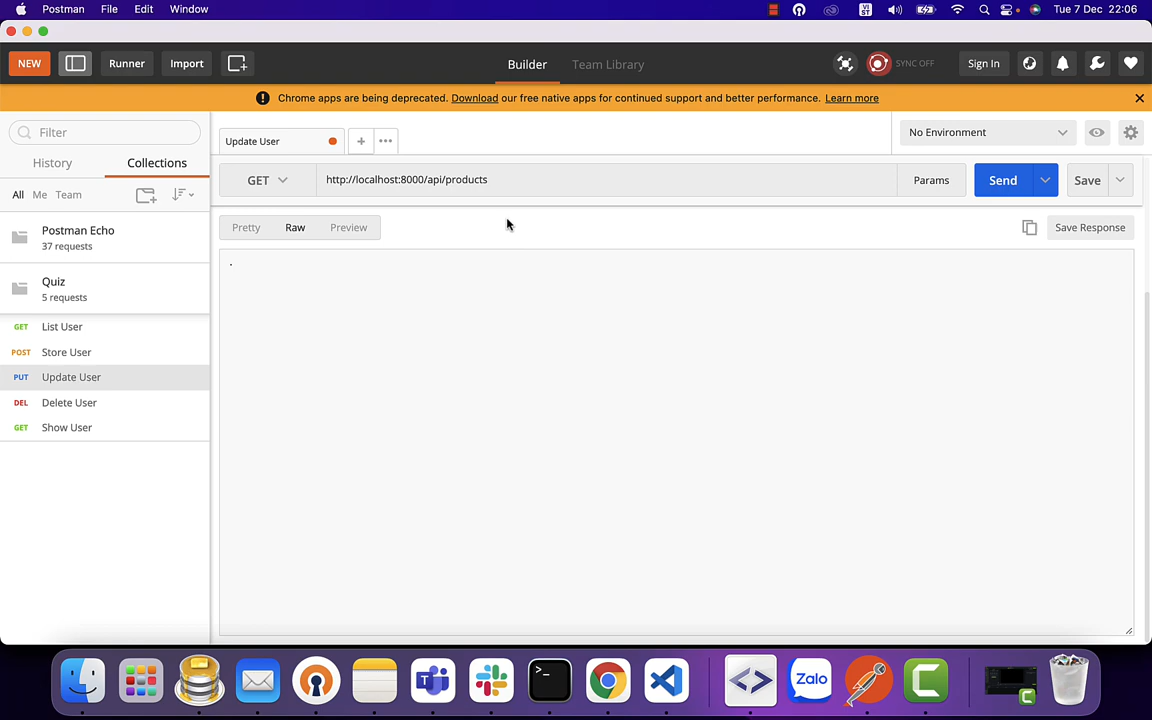 Postman File Edit Window
VI
ST
Tue 7 Dec 22:06
NEW Runner Import Builder Team Library SYNC OFF Sign In
! Chrome apps are being deprecated. Download our free native apps for continued support and better performance. Learn more
Filter
History Collections
All Me Team
Postman Echo
37 requests
Quiz
5 requests
GET List User
POST Store User
PUT Update User
DEL Delete User
GET Show User
Update User
No Environment
GET http://localhost:8000/api/products Params Send Save
Pretty Raw Preview Save Response
.
Zalo